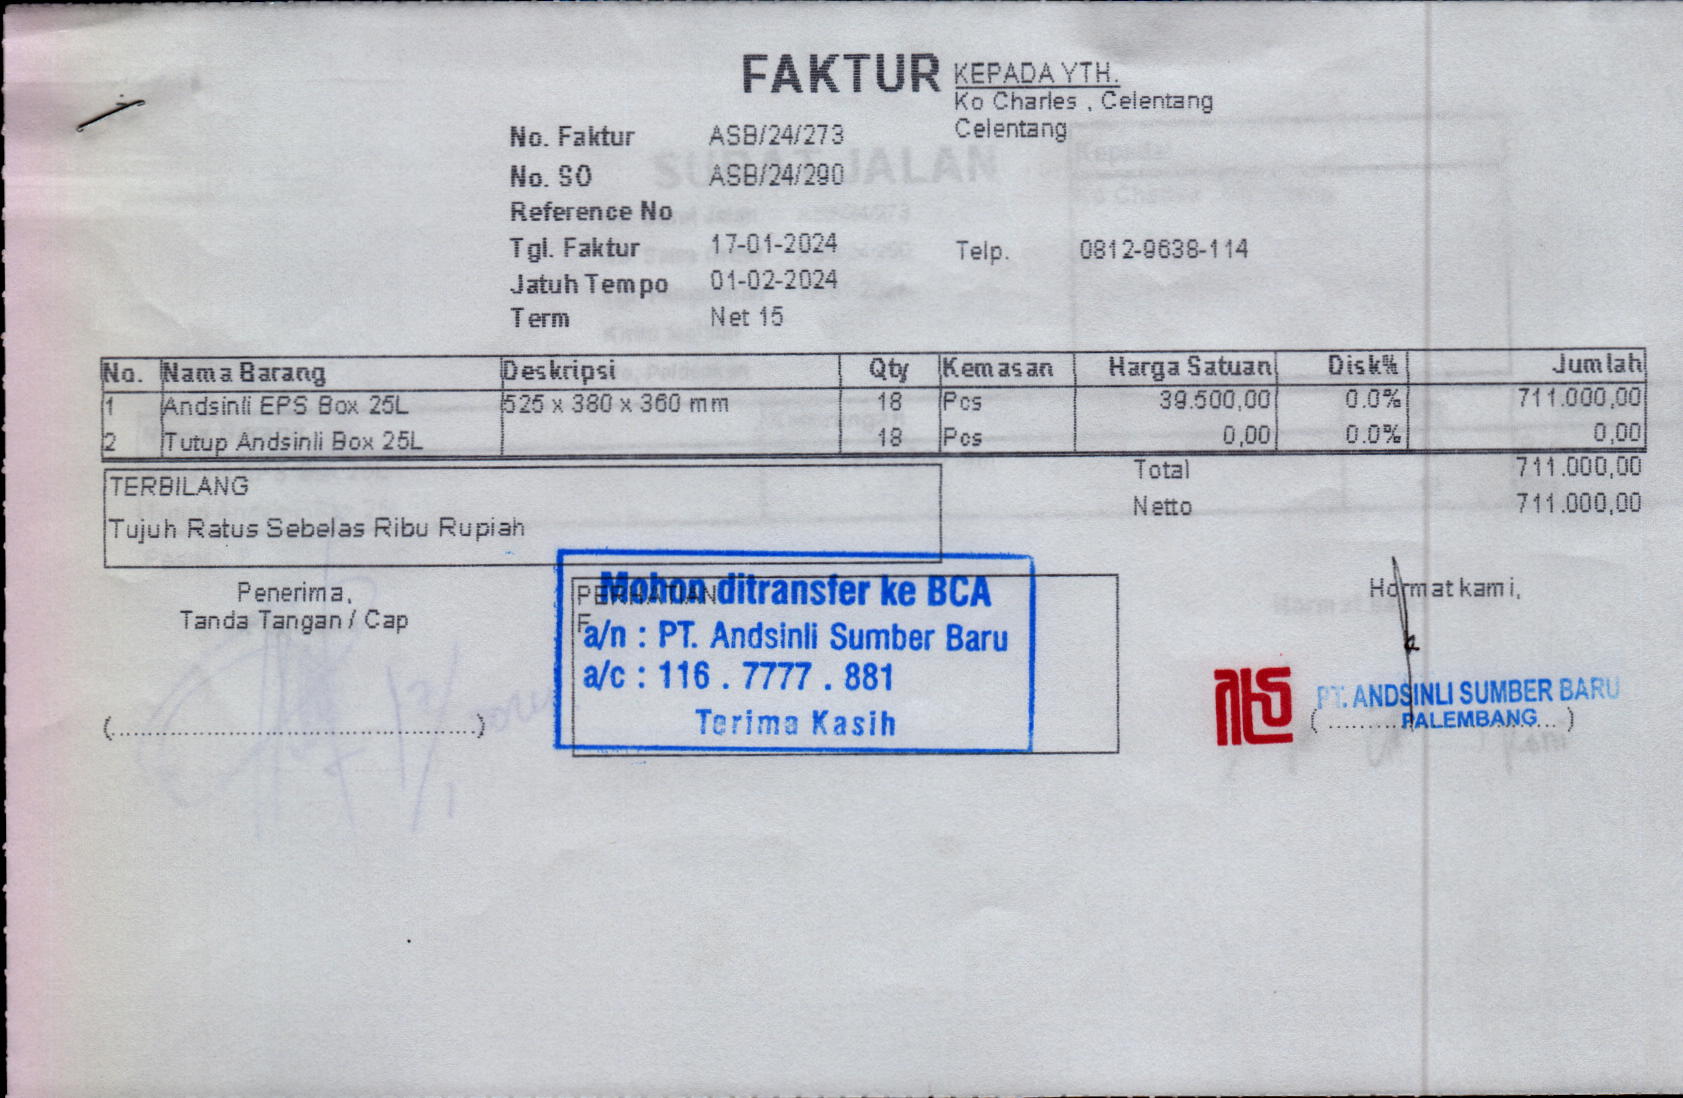 FAKTUR
KEPADA YTH.
Ko Charles , Celentang
Celentang
No. Faktur ASB/24/273
No. SO ASB/24/290
Reference No
Tgl. Faktur 17-01-2024
Telp. 0812-9638-114
Jatuh Tempo 01-02-2024
Term Net 15
No. Nama Barang Deskripsi Qty Kemasan Harga Satuan Disk% Jumlah
1 Andsinli EPS Box 25L 525 x 380 x 360 mm 18 Pcs 39.500,00 0.0% 711.000,00
2 Tutup Andsinli Box 25L 18 Pcs 0,00 0.0% 0,00
Total 711.000,00
Netto 711.000,00
TERBILANG
Tujuh Ratus Sebelas Ribu Rupiah
Penerima,
Tanda Tangan / Cap
(..................................................)
PERHATIAN
F
Mohon ditransfer ke BCA
a/n : PT. Andsinli Sumber Baru
a/c : 116 . 7777 . 881
Terima Kasih
Hormat kami,
PT. ANDSINLI SUMBER BARU
PALEMBANG
SURAT JALAN
Kepada